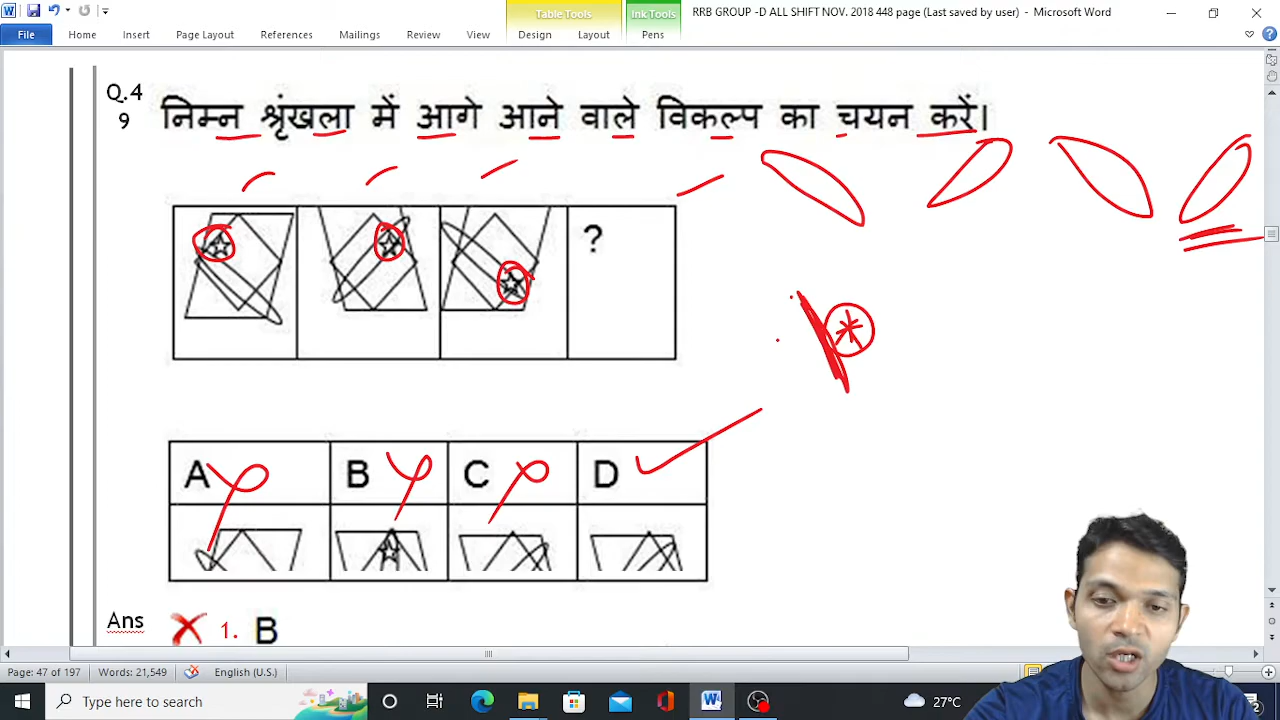 Table Tools
Ink Tools
RRB GROUP -D ALL SHIFT NOV. 2018 448 page (Last saved by user) - Microsoft Word
File Home Insert Page Layout References Mailings Review View Design Layout Pens
Q.4
9
निम्न श्रृंखला में आगे आने वाले विकल्प का चयन करें।
?
A B C D
Ans 1. B
Page: 47 of 197 Words: 21,549 English (U.S.)
Type here to search
27°C